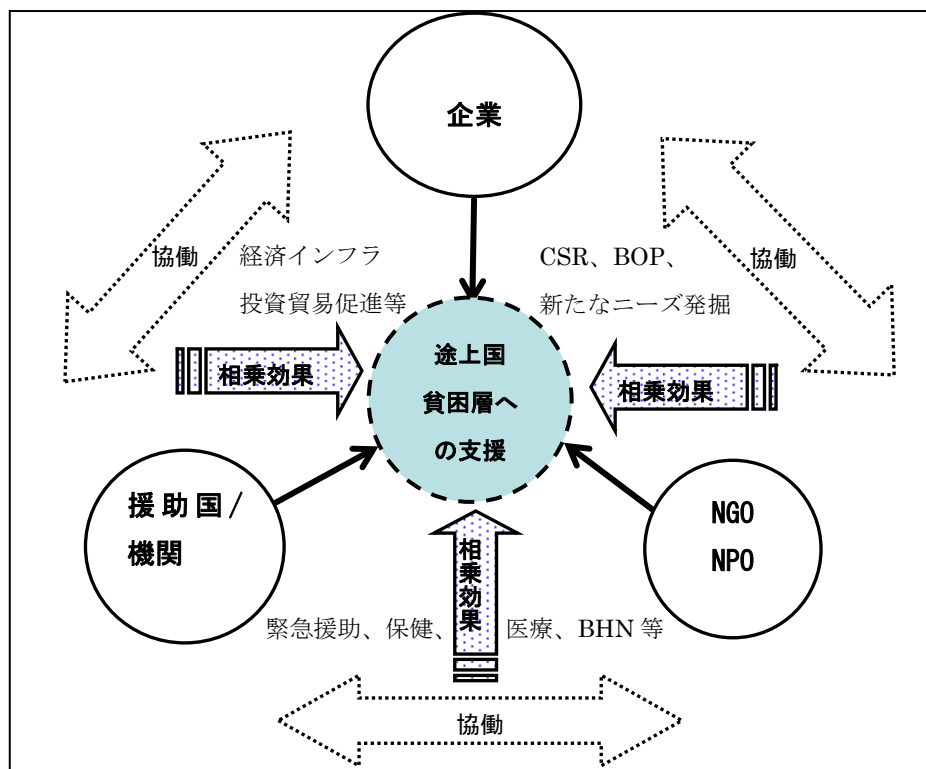 企業
協働
経済インフラ
投資貿易促進等
CSR、BOP、
新たなニーズ発掘
協働
相乗効果
途上国
貧困層へ
の支援
相乗効果
援助国/
機関
NGO
NPO
相乗効果
緊急援助、保健、医療、BHN 等
協働